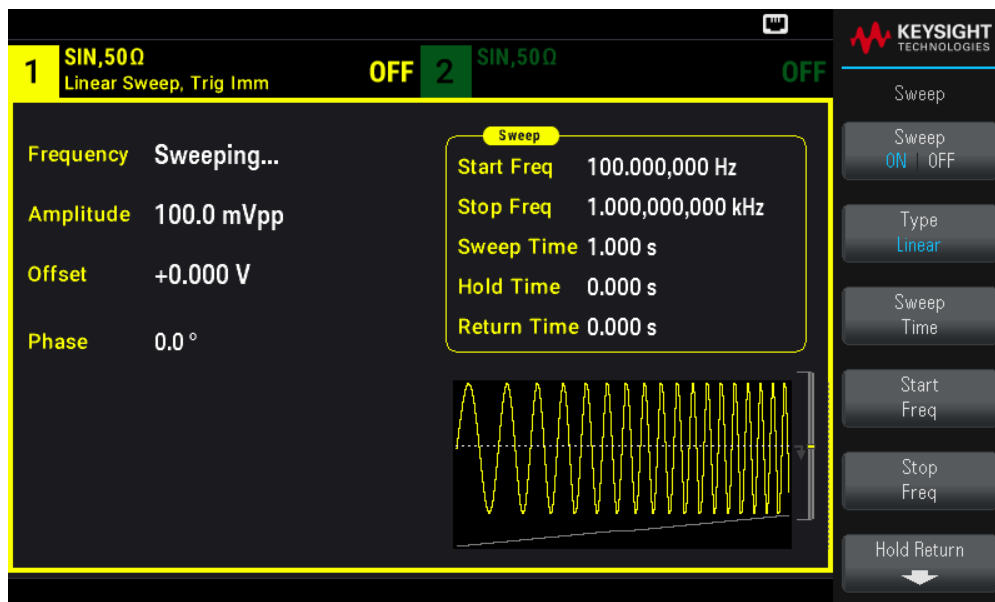 KEYSIGHT
TECHNOLOGIES
1
SIN,50Ω
Linear Sweep, Trig Imm
OFF
2
SIN,50Ω
OFF
Frequency Sweeping...
Amplitude 100.0 mVpp
Offset +0.000 V
Phase 0.0 °
Sweep
Start Freq 100.000,000 Hz
Stop Freq 1.000,000,000 kHz
Sweep Time 1.000 s
Hold Time 0.000 s
Return Time 0.000 s
Sweep
Sweep
ON | OFF
Type
Linear
Sweep
Time
Start
Freq
Stop
Freq
Hold Return